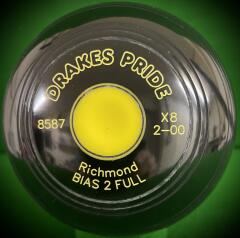 DRAKES PRIDE
8587
X8
2-00
Richmond
BIAS 2 FULL